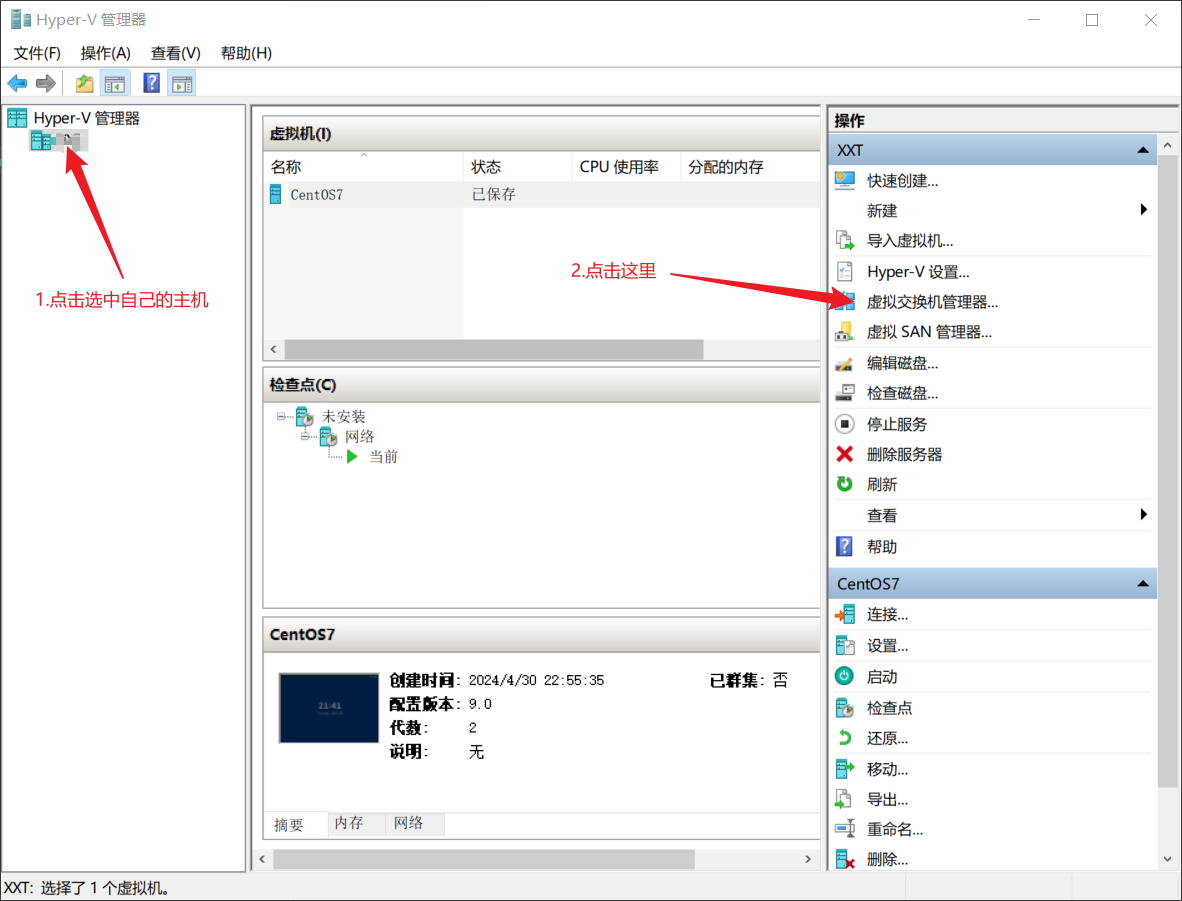 Hyper-V 管理器
文件(F) 操作(A) 查看(V) 帮助(H)
Hyper-V 管理器
1.点击选中自己的主机
虚拟机(I)
名称 状态 CPU 使用率 分配的内存
CentOS7 已保存
2.点击这里
检查点(C)
未安装
网络
当前
CentOS7
21:41
创建时间: 2024/4/30 22:55:35 已群集: 否
配置版本: 9.0
代数: 2
说明: 无
摘要 内存 网络
操作
XXT
快速创建...
新建
导入虚拟机...
Hyper-V 设置...
虚拟交换机管理器...
虚拟 SAN 管理器...
编辑磁盘...
检查磁盘...
停止服务
删除服务器
刷新
查看
帮助
CentOS7
连接...
设置...
启动
检查点
还原...
移动...
导出...
重命名...
删除...
XXT: 选择了 1 个虚拟机。